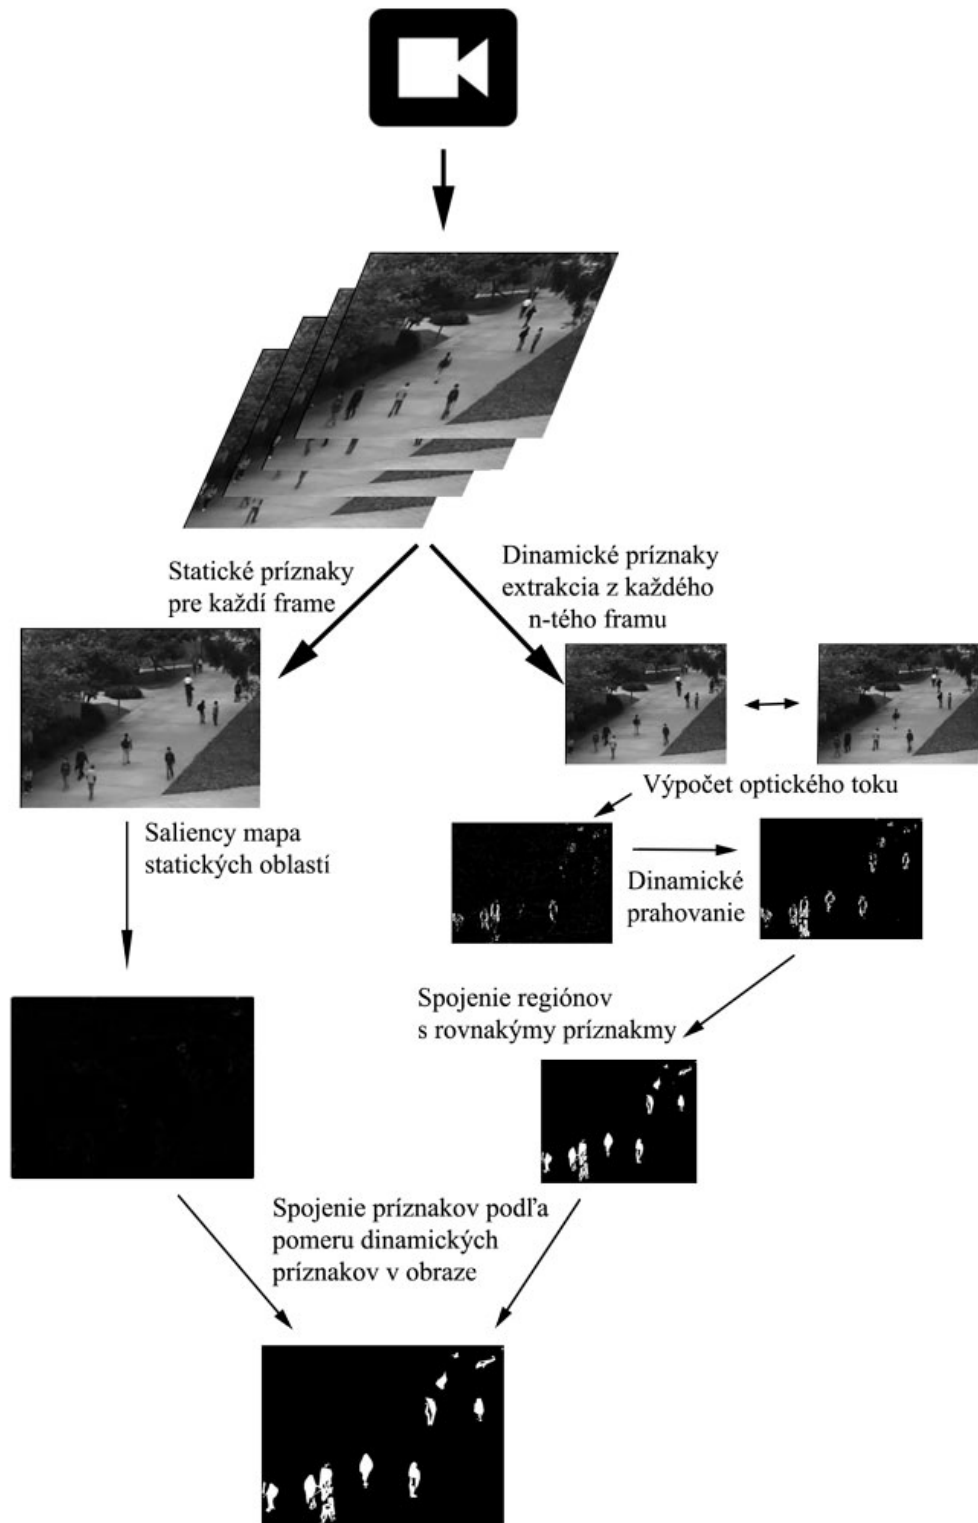 Statické príznaky
pre každí frame
Dinamické príznaky
extrakcia z každého
n-tého framu
Výpočet optického toku
Saliency mapa
statických oblastí
Dinamické
prahovanie
Spojenie regiónov
s rovnakýmy príznakmy
Spojenie príznakov podľa
pomeru dinamických
príznakov v obraze